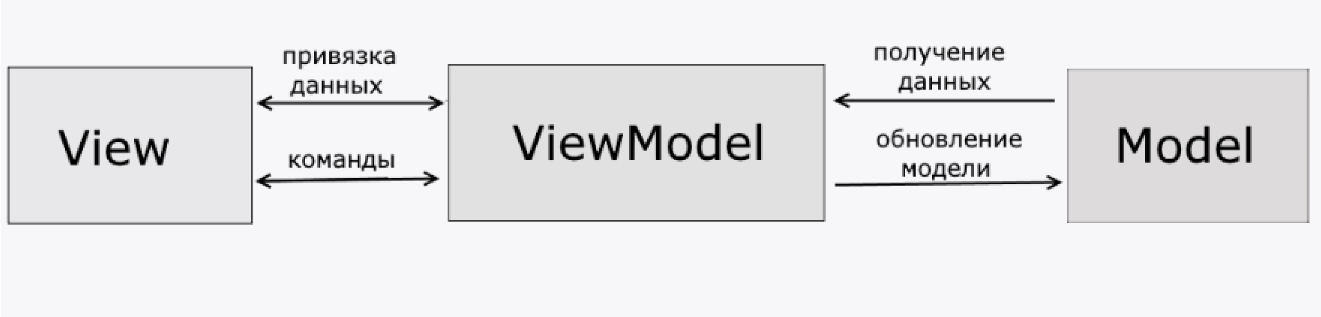 View
привязка
данных
команды
ViewModel
получение
данных
обновление
модели
Model